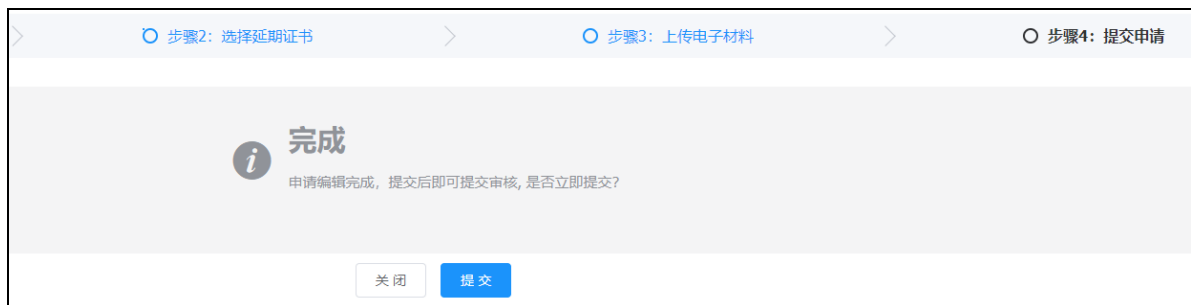 步骤2：选择延期证书
步骤3：上传电子材料
步骤4：提交申请
完成
申请编辑完成，提交后即可提交审核, 是否立即提交?
关 闭
提 交